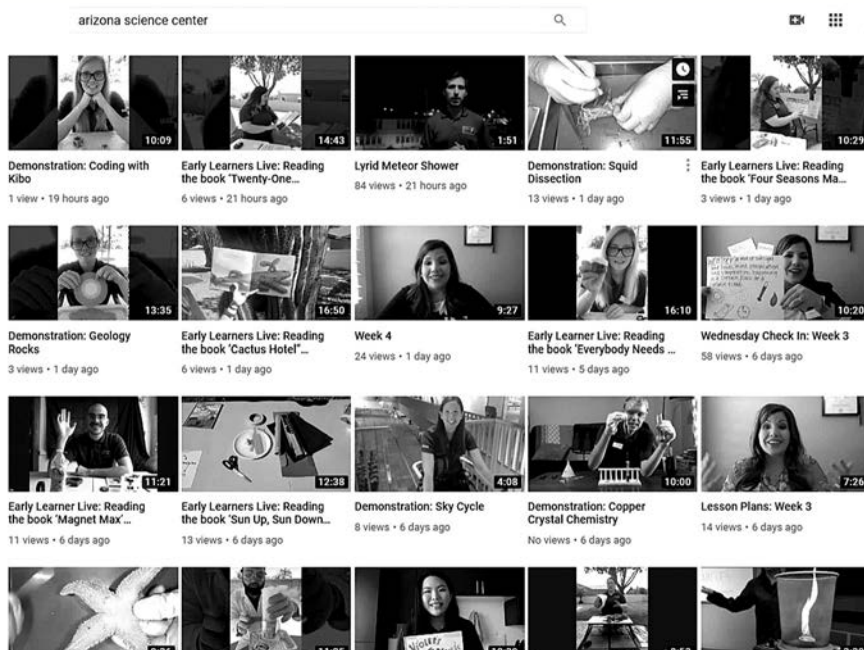 arizona science center
10:09
14:43
1:51
11:55
10:29
Demonstration: Coding with
Kibo
1 view • 19 hours ago
Early Learners Live: Reading
the book 'Twenty-One...
6 views • 21 hours ago
Lyrid Meteor Shower
84 views • 21 hours ago
Demonstration: Squid
Dissection
13 views • 1 day ago
Early Learners Live: Reading
the book 'Four Seasons Ma...
3 views • 1 day ago
13:35
16:50
9:27
16:10
10:20
Demonstration: Geology
Rocks
3 views • 1 day ago
Early Learners Live: Reading
the book 'Cactus Hotel"...
6 views • 1 day ago
Week 4
24 views • 1 day ago
Early Learner Live: Reading
the book 'Everybody Needs ...
11 views • 5 days ago
Wednesday Check In: Week 3
58 views • 6 days ago
11:21
12:38
4:08
10:00
7:26
Early Learner Live: Reading
the book 'Magnet Max'...
11 views • 6 days ago
Early Learners Live: Reading
the book 'Sun Up, Sun Down...
13 views • 6 days ago
Demonstration: Sky Cycle
8 views • 6 days ago
Demonstration: Copper
Crystal Chemistry
No views • 6 days ago
Lesson Plans: Week 3
14 views • 6 days ago